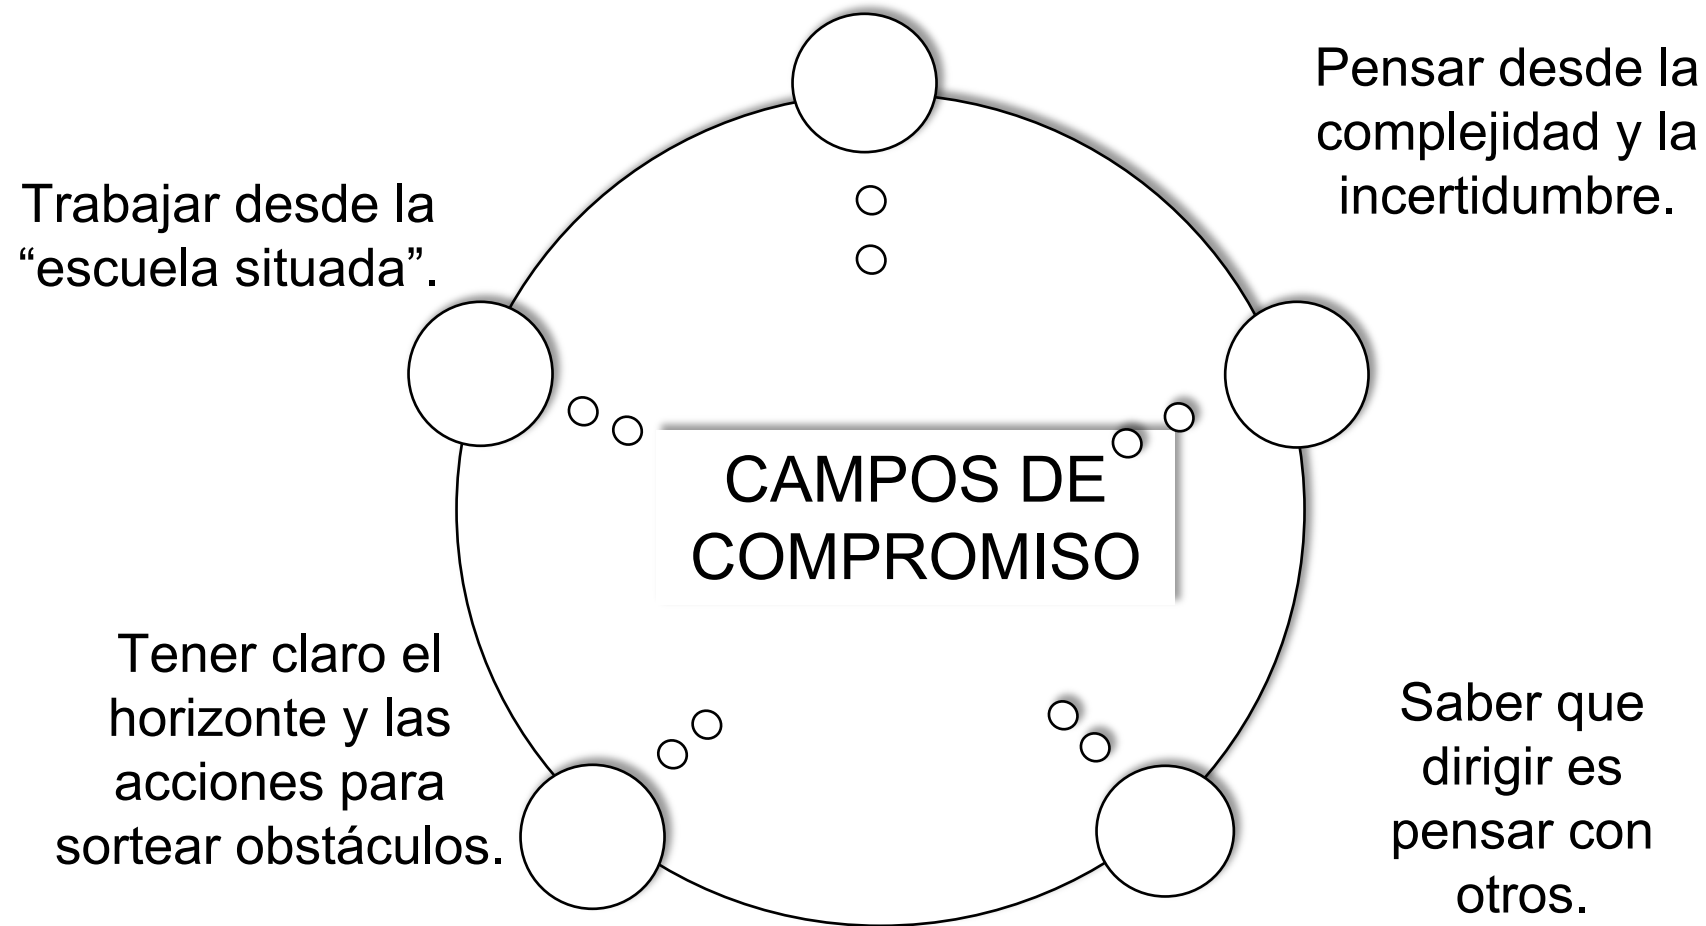 Pensar desde la
complejidad y la
incertidumbre.
Trabajar desde la
“escuela situada”.
CAMPOS DE
COMPROMISO
Tener claro el
horizonte y las
acciones para
sortear obstáculos.
Saber que
dirigir es
pensar con
otros.